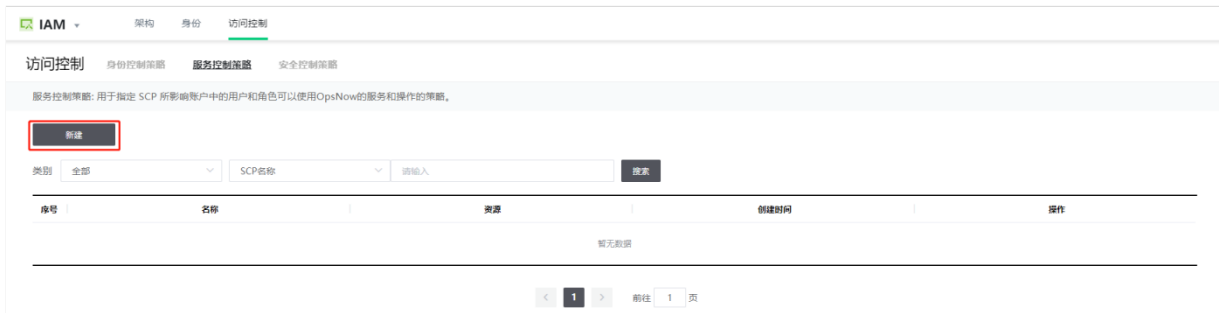 IAM 架构 身份 访问控制
访问控制 身份控制策略 服务控制策略 安全控制策略
服务控制策略: 用于指定 SCP 所影响账户中的用户和角色可以使用OpsNow的服务和操作的策略。
新建
类别 全部 SCP名称 请输入 搜索
序号 名称 资源 创建时间 操作
暂无数据
< 1 > 前往 1 页